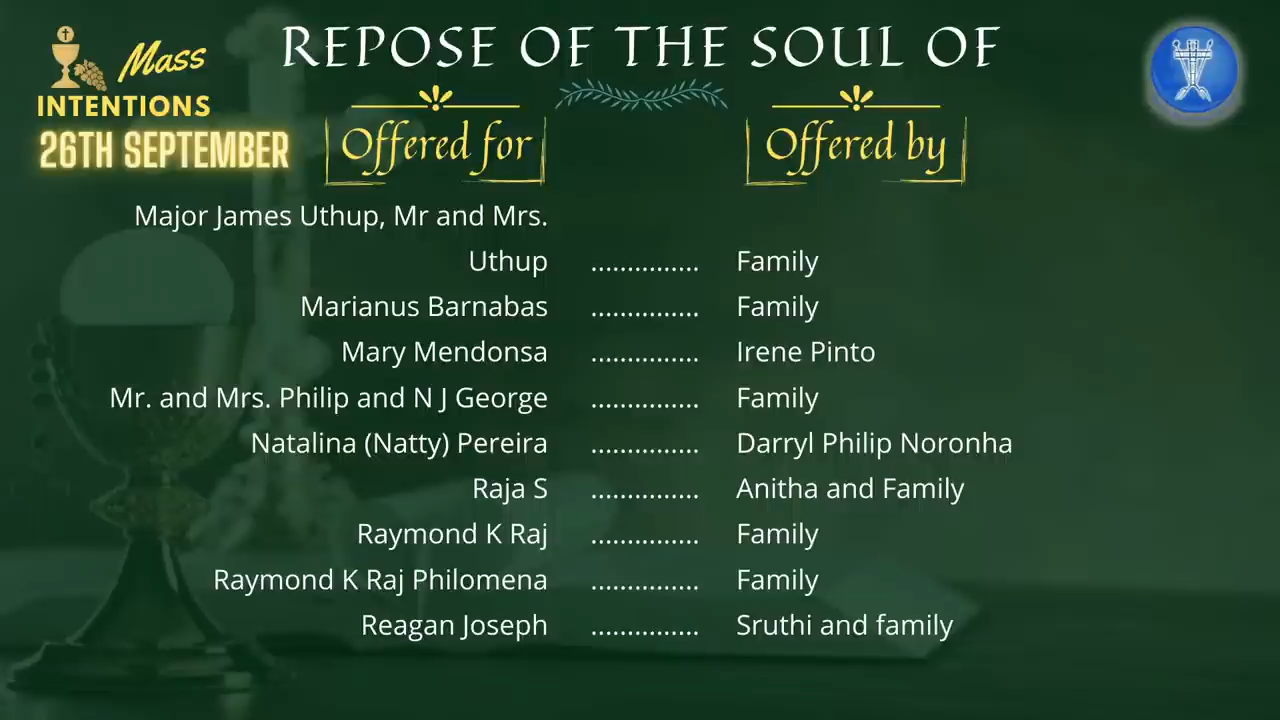 REPOSE OF THE SOUL OF
Mass
INTENTIONS
26TH SEPTEMBER
Offered for
Offered by
Major James Uthup, Mr and Mrs.
Uthup ............... Family
Marianus Barnabas ............... Family
Mary Mendonsa ............... Irene Pinto
Mr. and Mrs. Philip and N J George ............... Family
Natalina (Natty) Pereira ............... Darryl Philip Noronha
Raja S ............... Anitha and Family
Raymond K Raj ............... Family
Raymond K Raj Philomena ............... Family
Reagan Joseph ............... Sruthi and family